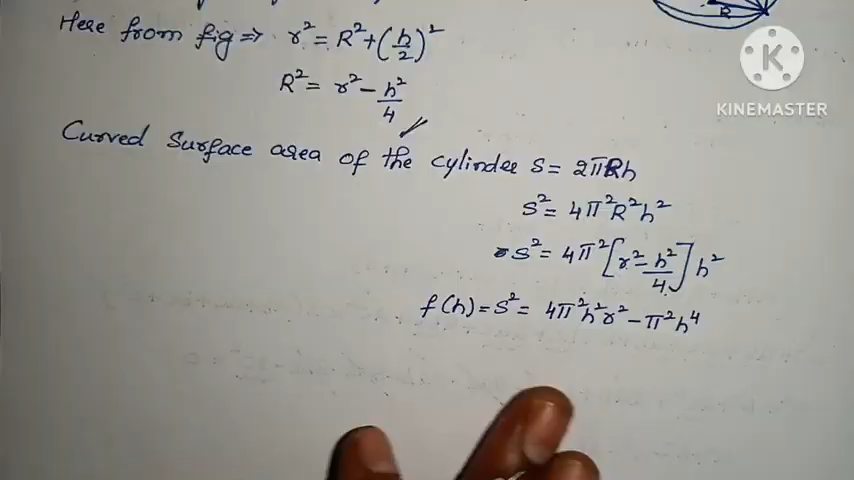 Here from fig ⇒ r² = R² + (h/2)²
R² = r² - h²/4
Curved Surface area of the cylinder S = 2πRh
S² = 4π²R²h²
S² = 4π²[r² - h²/4]h²
f(h) = S² = 4π²h²r² - π²h⁴
R
K
KINEMASTER